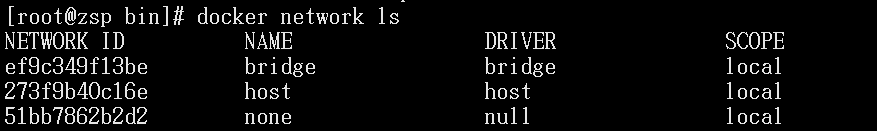 [root@zsp bin]# docker network ls
NETWORK ID NAME DRIVER SCOPE
ef9c349f13be bridge bridge local
273f9b40c16e host host local
51bb7862b2d2 none null local